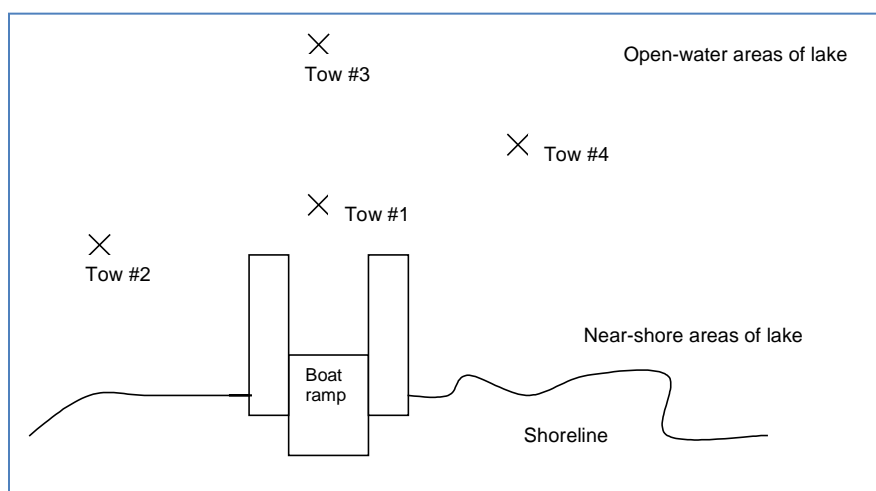 Open-water areas of lake
Tow #3
Tow #4
Tow #1
Tow #2
Near-shore areas of lake
Boat
ramp
Shoreline